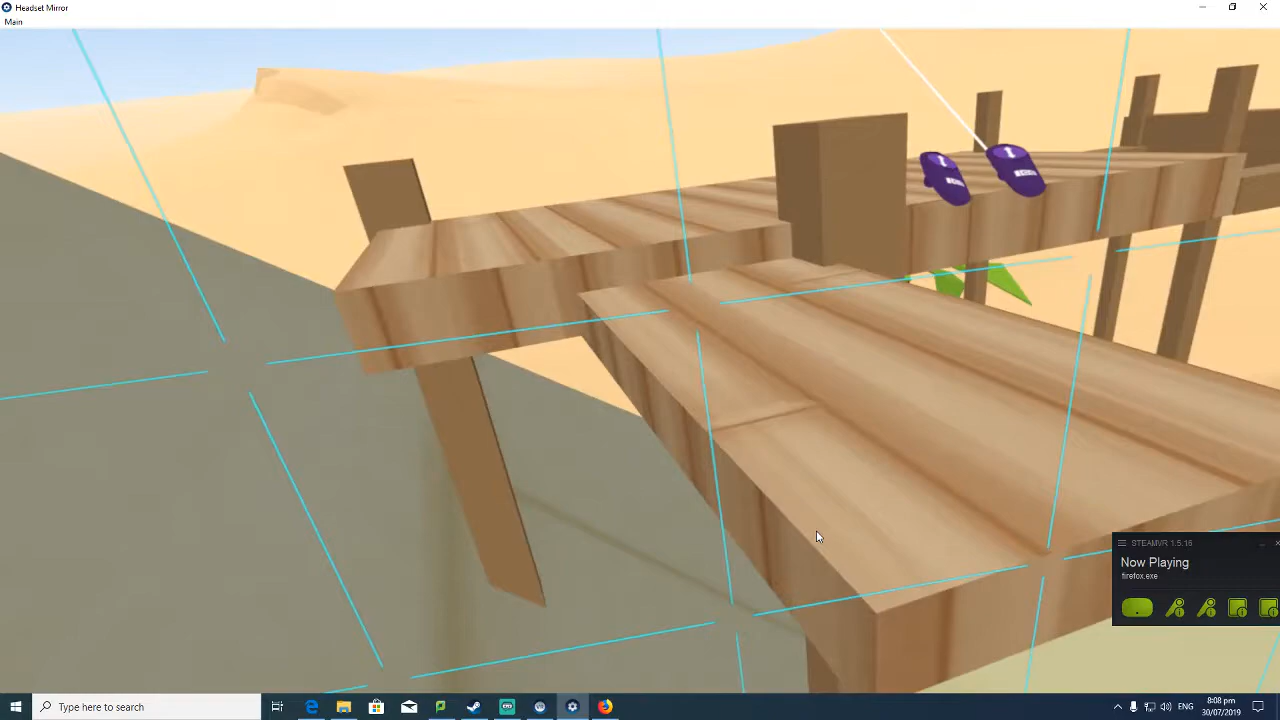 Headset Mirror
Main
STEAMVR 1.5.16
Now Playing
firefox.exe
Type here to search
ENG
8:08 pm
30/07/2019